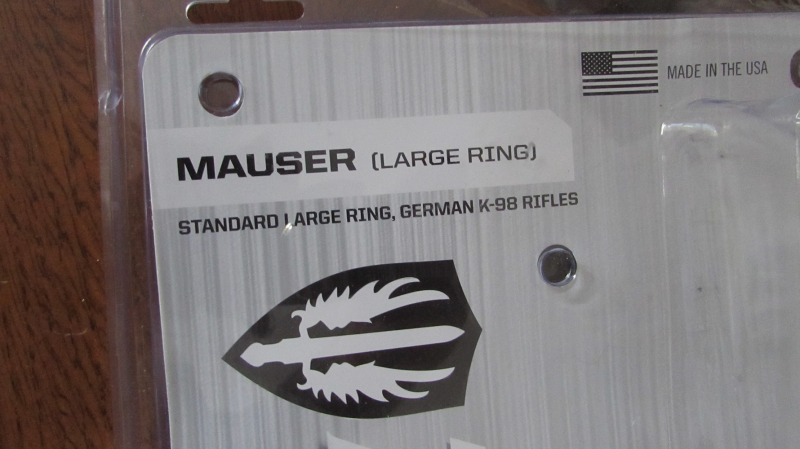 MADE IN THE USA
MAUSER (LARGE RING)
STANDARD LARGE RING, GERMAN K-98 RIFLES